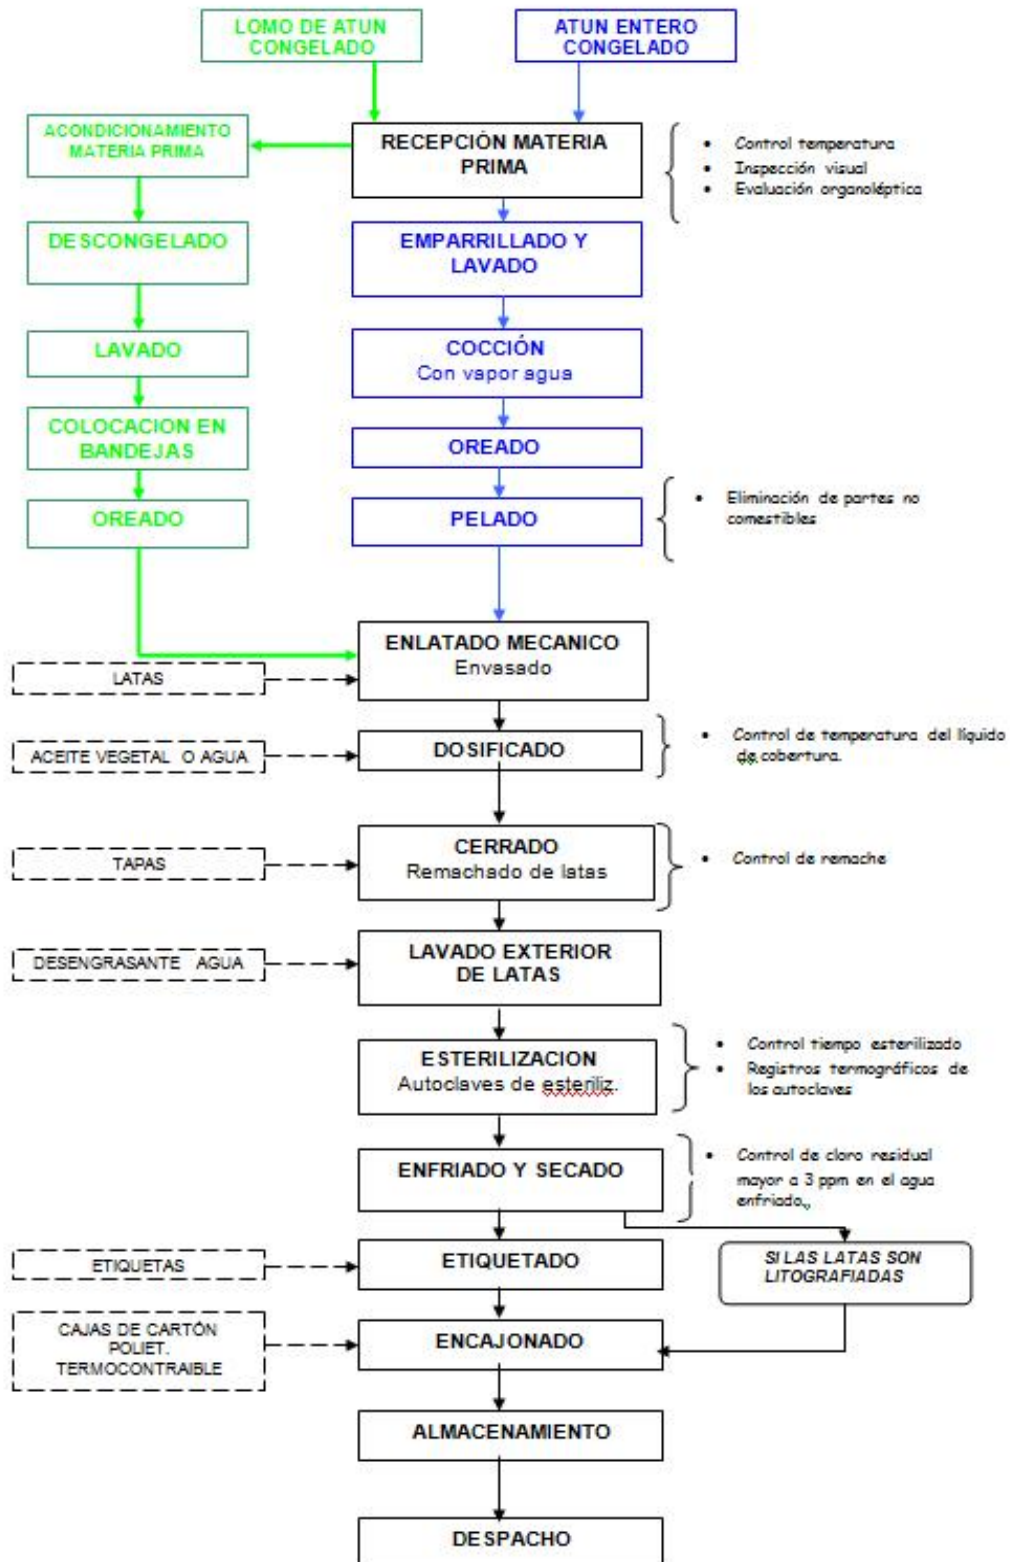 LOMO DE ATUN
CONGELADO
ATUN ENTERO
CONGELADO
ACONDICIONAMIENTO
MATERIA PRIMA
RECEPCIÓN MATERIA
PRIMA
• Control temperatura
• Inspección visual
• Evaluación organoléptica
DESCONGELADO
EMPARRILLADO Y
LAVADO
LAVADO
COCCIÓN
Con vapor agua
COLOCACION EN
BANDEJAS
OREADO
OREADO
PELADO
• Eliminación de partes no
comestibles
ENLATADO MECANICO
Envasado
LATAS
ACEITE VEGETAL O AGUA
DOSIFICADO
• Control de temperatura del líquido
de cobertura.
TAPAS
CERRADO
Remachado de latas
• Control de remache
DESENGRASANTE AGUA
LAVADO EXTERIOR
DE LATAS
ESTERILIZACION
Autoclaves de esteriliz.
• Control tiempo esterilizado
• Registros termográficos de
los autoclaves
ENFRIADO Y SECADO
• Control de cloro residual
mayor a 3 ppm en el agua
enfriado.,
ETIQUETAS
ETIQUETADO
SI LAS LATAS SON
LITOGRAFIADAS
CAJAS DE CARTÓN
POLIET.
TERMOCONTRAIBLE
ENCAJONADO
ALMACENAMIENTO
DESPACHO